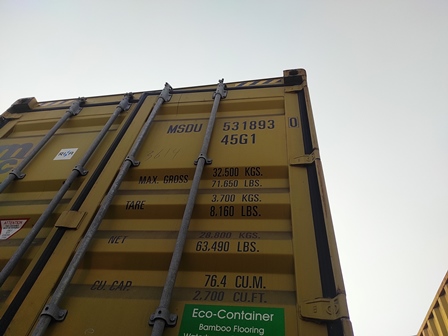 MSDU 531893 0
45G1
MAX. GROSS 32.500 KGS.
71.650 LBS.
TARE 3.700 KGS.
8.160 LBS.
NET 28.800 KGS.
63.490 LBS.
CU. CAP. 76.4 CU.M.
2.700 CU.FT.
Eco-Container
Bamboo Flooring